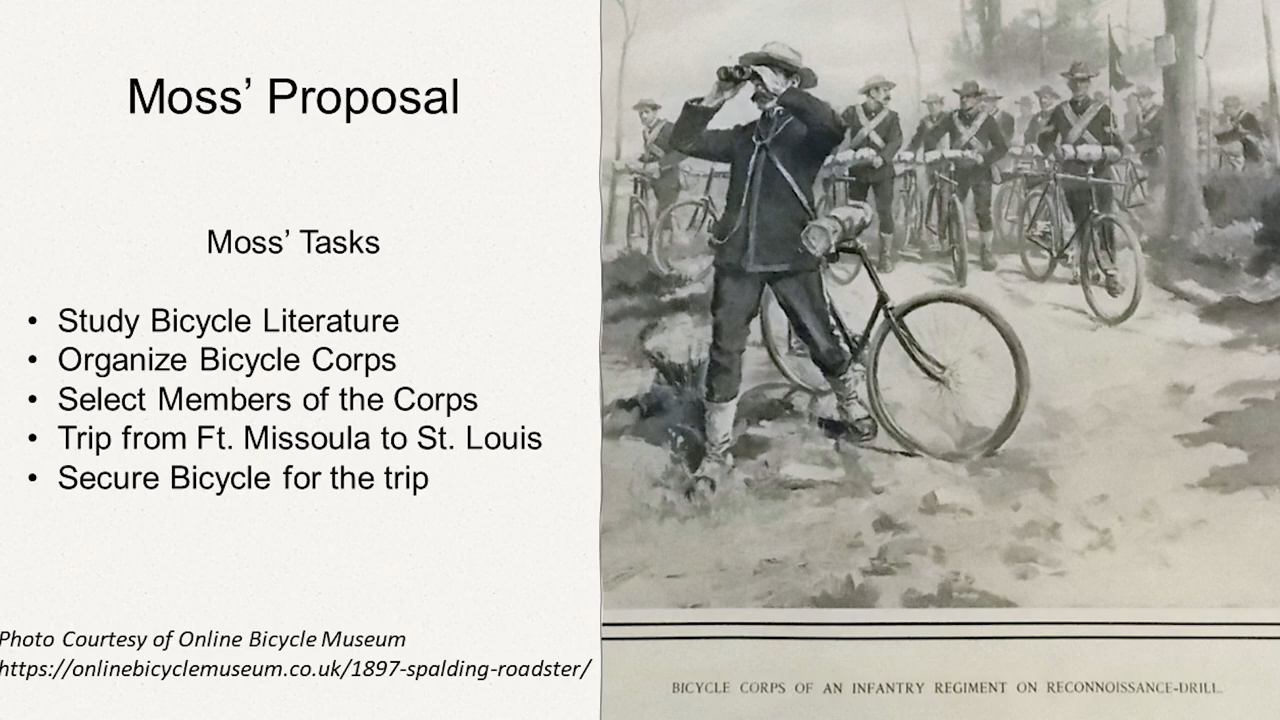 Moss’ Proposal
Moss’ Tasks
• Study Bicycle Literature
• Organize Bicycle Corps
• Select Members of the Corps
• Trip from Ft. Missoula to St. Louis
• Secure Bicycle for the trip
Photo Courtesy of Online Bicycle Museum
https://onlinebicyclemuseum.co.uk/1897-spalding-roadster/
BICYCLE CORPS OF AN INFANTRY REGIMENT ON RECONNOISSANCE-DRILL.